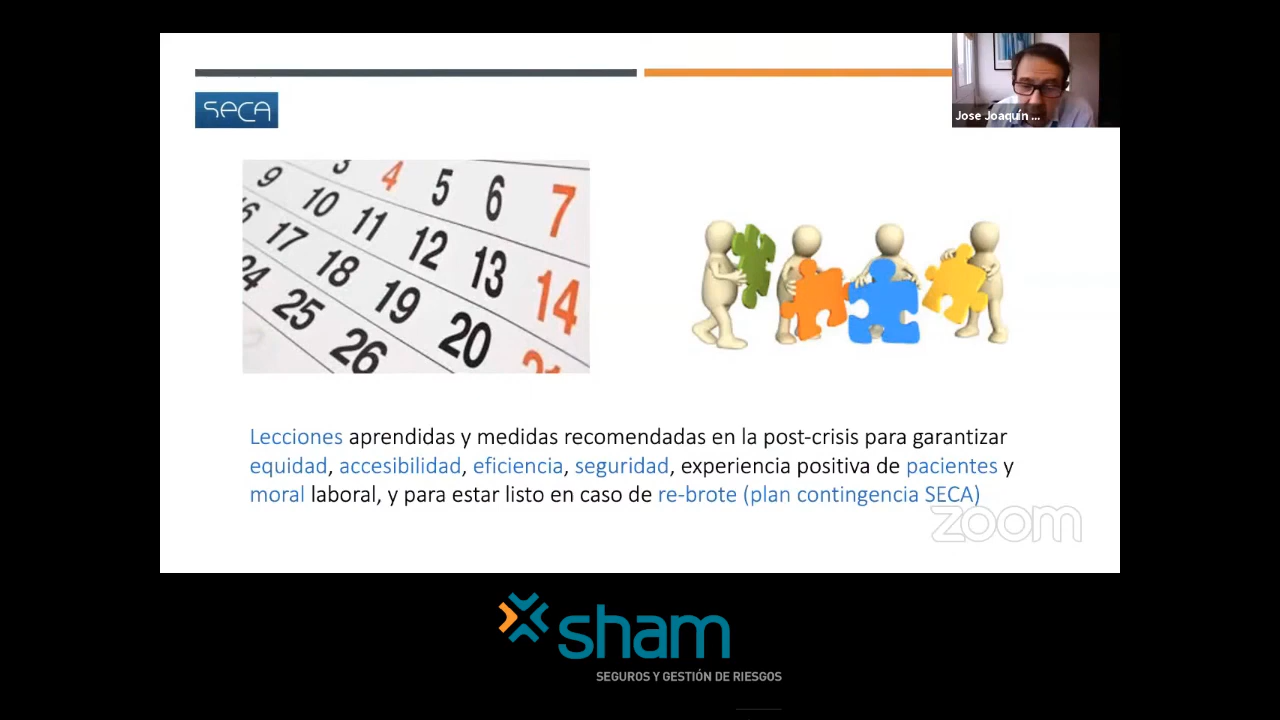 SECA
Jose Joaquín ...
3 4 5 6 7
9 10 11 12 13 14
16 17 18 19 20 21
24 25 26
Lecciones aprendidas y medidas recomendadas en la post-crisis para garantizar
equidad, accesibilidad, eficiencia, seguridad, experiencia positiva de pacientes y
moral laboral, y para estar listo en caso de re-brote (plan contingencia SECA)
zoom
sham
SEGUROS Y GESTIÓN DE RIESGOS